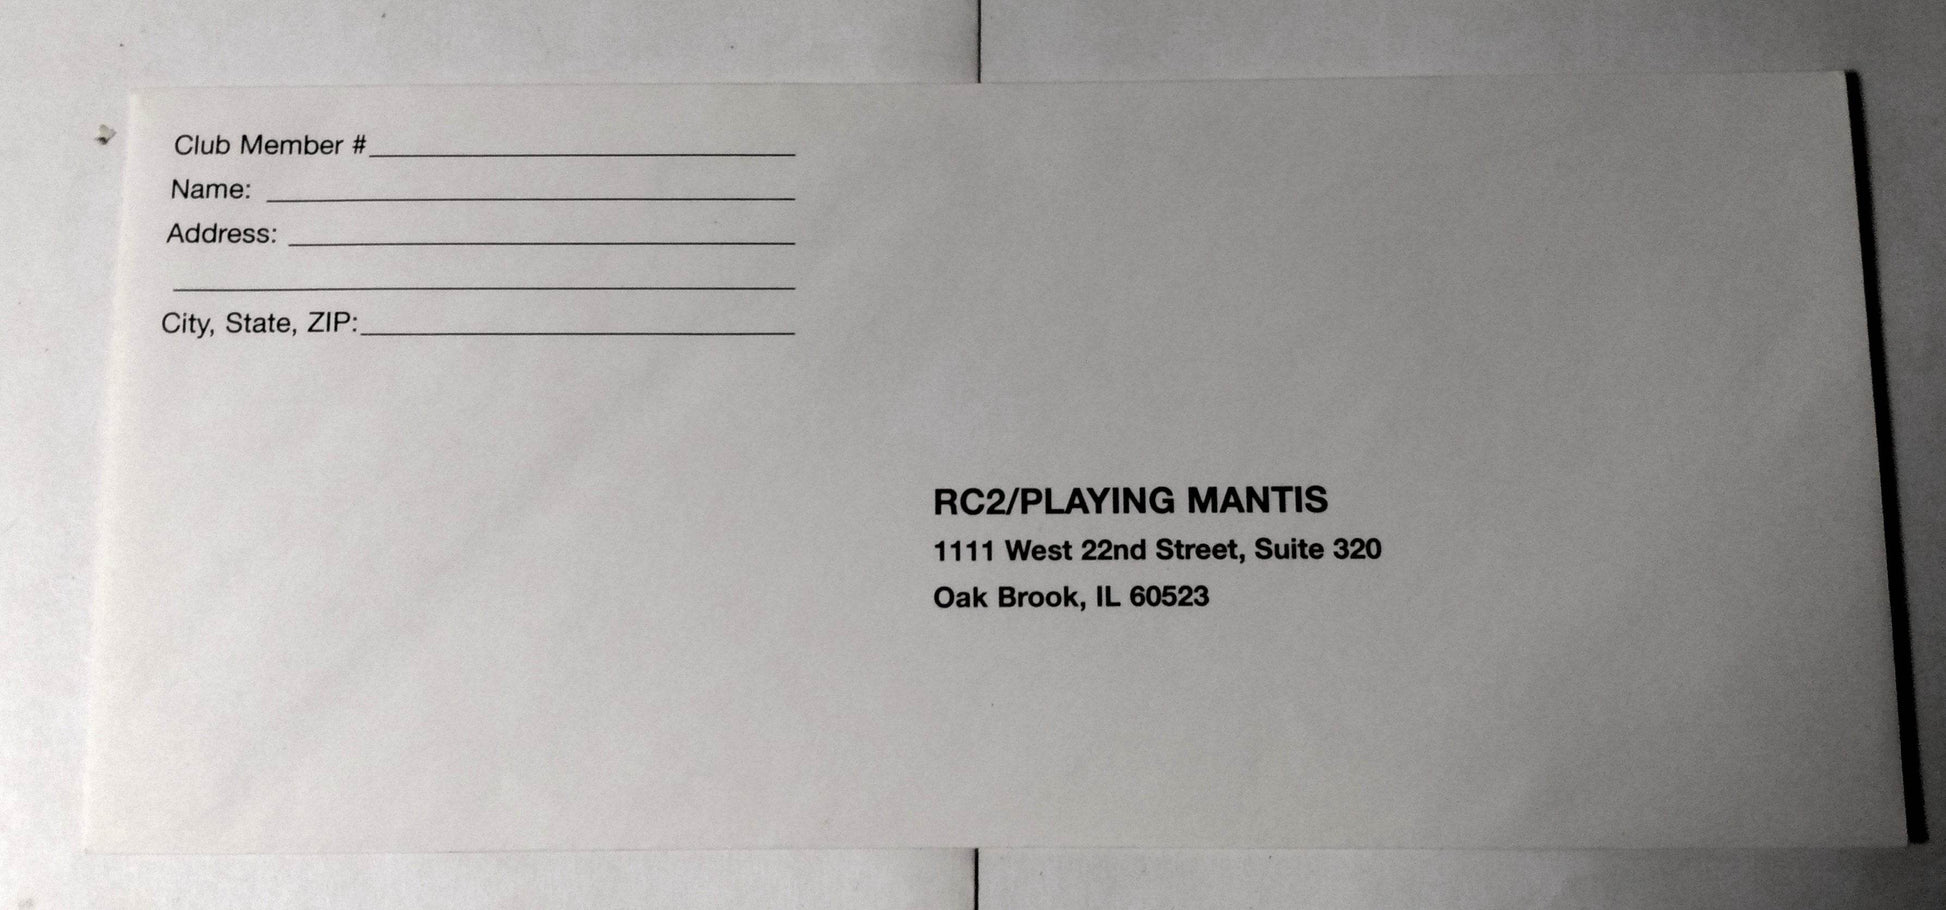 Club Member #
Name:
Address:
City, State, ZIP:
RC2/PLAYING MANTIS
1111 West 22nd Street, Suite 320
Oak Brook, IL 60523